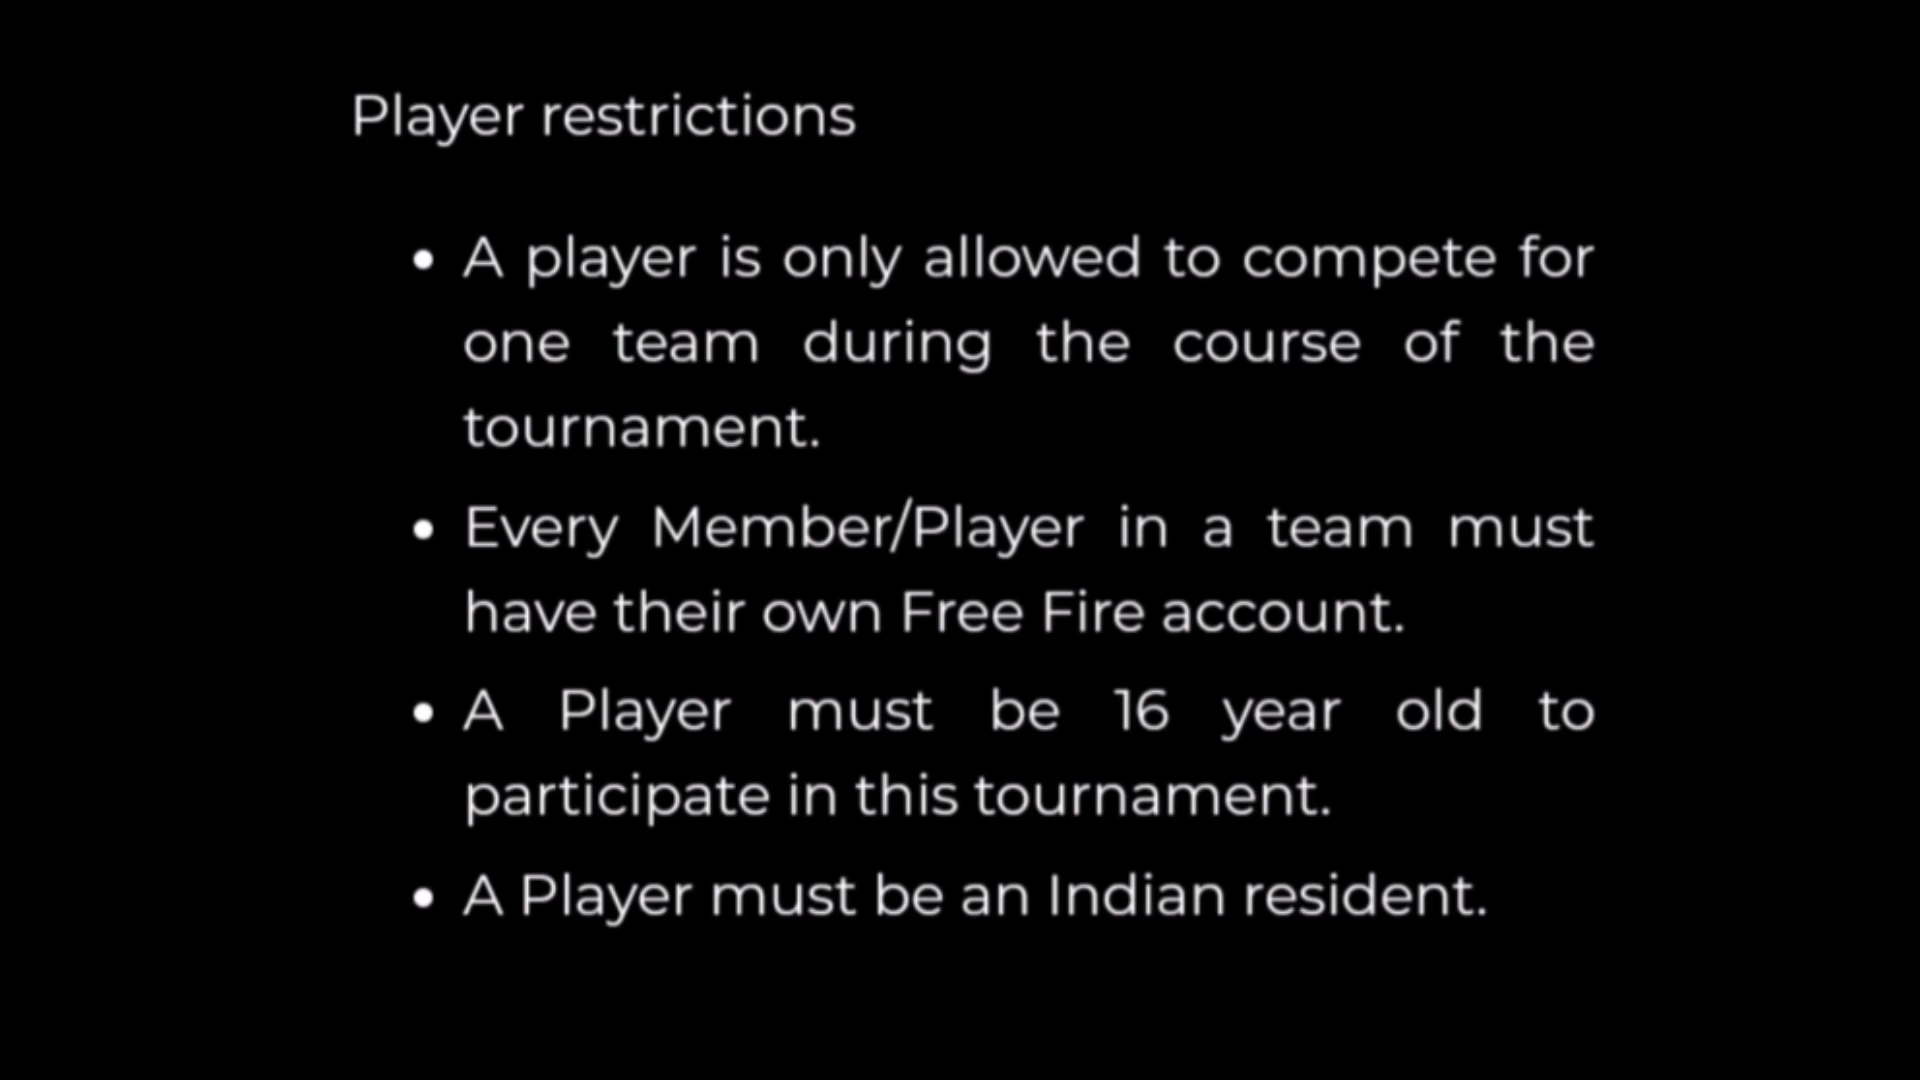 Player restrictions
• A player is only allowed to compete for
one team during the course of the
tournament.
• Every Member/Player in a team must
have their own Free Fire account.
• A Player must be 16 year old to
participate in this tournament.
• A Player must be an Indian resident.